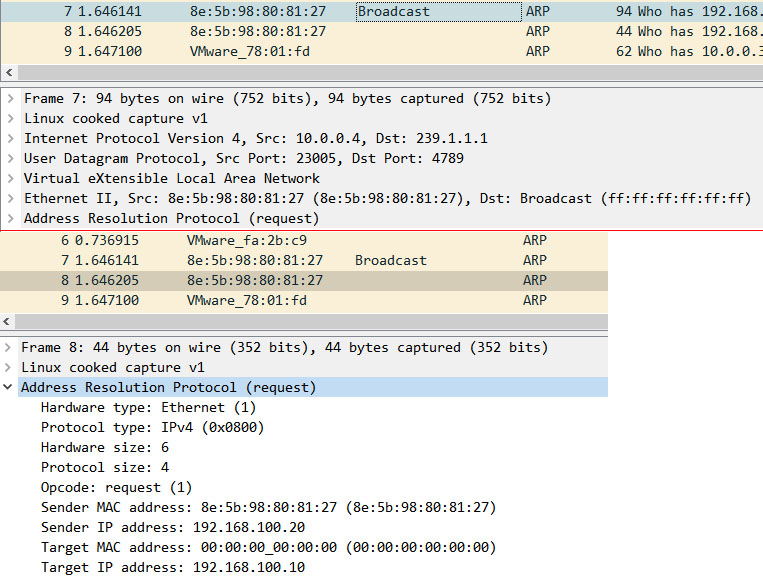 7 1.646141 8e:5b:98:80:81:27 Broadcast ARP 94 Who has 192.168.
8 1.646205 8e:5b:98:80:81:27 ARP 44 Who has 192.168.
9 1.647100 VMware_78:01:fd ARP 62 Who has 10.0.0.3
Frame 7: 94 bytes on wire (752 bits), 94 bytes captured (752 bits)
Linux cooked capture v1
Internet Protocol Version 4, Src: 10.0.0.4, Dst: 239.1.1.1
User Datagram Protocol, Src Port: 23005, Dst Port: 4789
Virtual eXtensible Local Area Network
Ethernet II, Src: 8e:5b:98:80:81:27 (8e:5b:98:80:81:27), Dst: Broadcast (ff:ff:ff:ff:ff:ff)
Address Resolution Protocol (request)
6 0.736915 VMware_fa:2b:c9 ARP
7 1.646141 8e:5b:98:80:81:27 Broadcast ARP
8 1.646205 8e:5b:98:80:81:27 ARP
9 1.647100 VMware_78:01:fd ARP
Frame 8: 44 bytes on wire (352 bits), 44 bytes captured (352 bits)
Linux cooked capture v1
Address Resolution Protocol (request)
Hardware type: Ethernet (1)
Protocol type: IPv4 (0x0800)
Hardware size: 6
Protocol size: 4
Opcode: request (1)
Sender MAC address: 8e:5b:98:80:81:27 (8e:5b:98:80:81:27)
Sender IP address: 192.168.100.20
Target MAC address: 00:00:00_00:00:00 (00:00:00:00:00:00)
Target IP address: 192.168.100.10